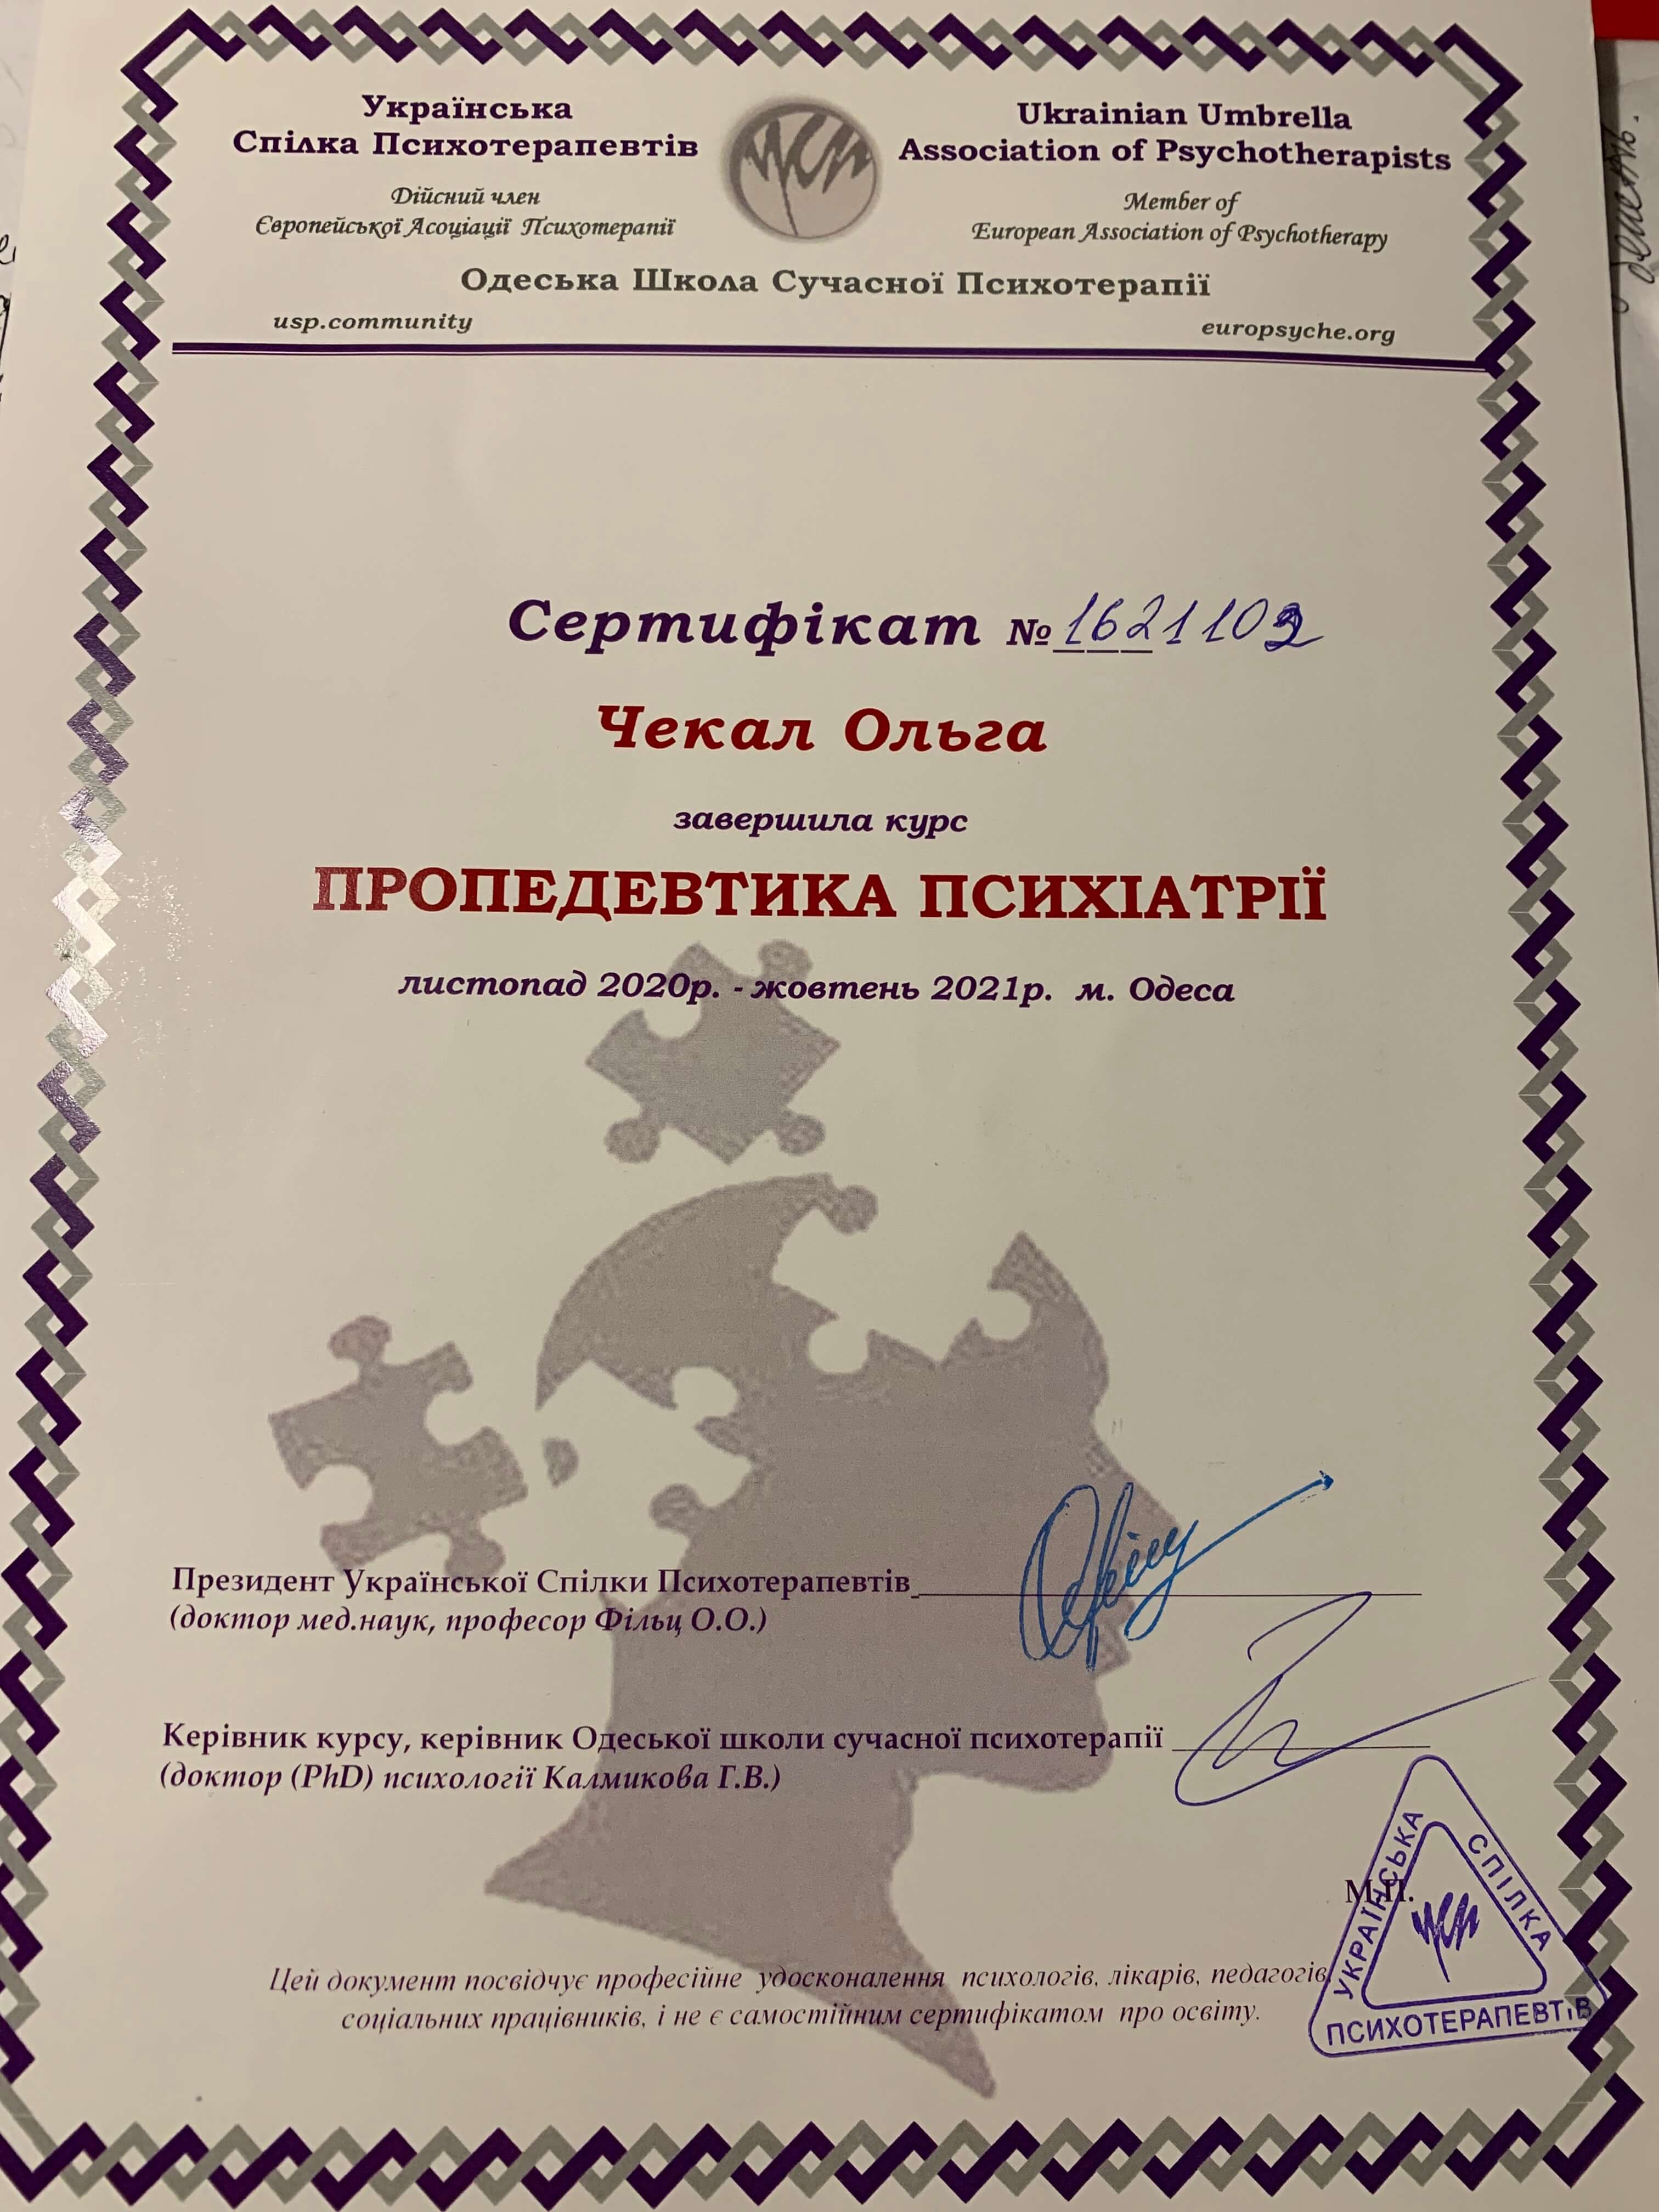 Українська
Спілка Психотерапевтів
Дійсний член
Європейської Асоціації Психотерапії
Ukrainian Umbrella
Association of Psychotherapists
Member of
European Association of Psychotherapy
Одеська Школа Сучасної Психотерапії
usp.community
europsyche.org
Сертифікат №1621109
Чекал Ольга
завершила курс
ПРОПЕДЕВТИКА ПСИХІАТРІЇ
листопад 2020р. - жовтень 2021р. м. Одеса
Президент Української Спілки Психотерапевтів
(доктор мед.наук, професор Фільц О.О.)
Керівник курсу, керівник Одеської школи сучасної психотерапії
(доктор (PhD) психології Калмикова Г.В.)
М.П.
УКРАЇНСЬКА
СПІЛКА
ПСИХОТЕРАПЕВТІВ
Цей документ посвідчує професійне удосконалення психологів, лікарів, педагогів
соціальних працівників, і не є самостійним сертифікатом про освіту.